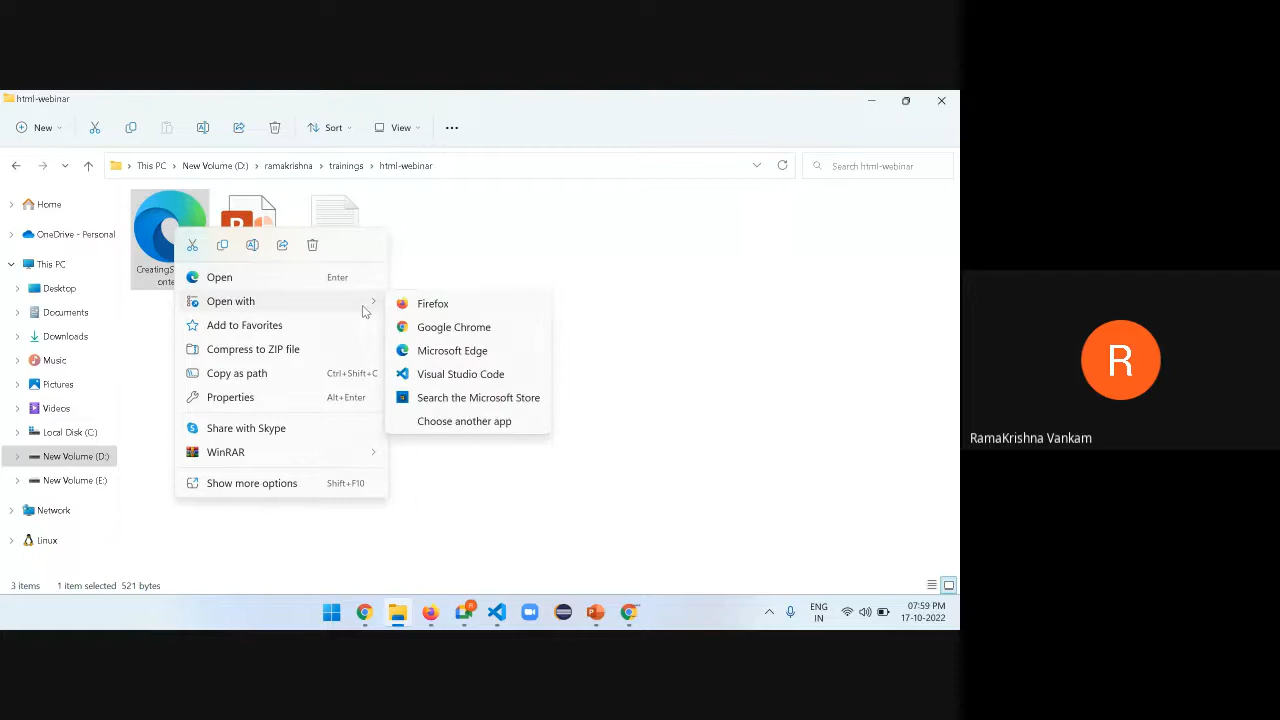 html-webinar
New
Sort
View
This PC
New Volume (D:)
ramakrishna
trainings
html-webinar
Search html-webinar
Home
OneDrive - Personal
This PC
Desktop
Documents
Downloads
Music
Pictures
Videos
Local Disk (C:)
New Volume (D:)
New Volume (E:)
Network
Linux
Open Enter
Open with
Add to Favorites
Compress to ZIP file
Copy as path Ctrl+Shift+C
Properties Alt+Enter
Share with Skype
WinRAR
Show more options Shift+F10
Firefox
Google Chrome
Microsoft Edge
Visual Studio Code
Search the Microsoft Store
Choose another app
3 items 1 item selected 521 bytes
ENG
IN
07:59 PM
17-10-2022
R
RamaKrishna Vankam